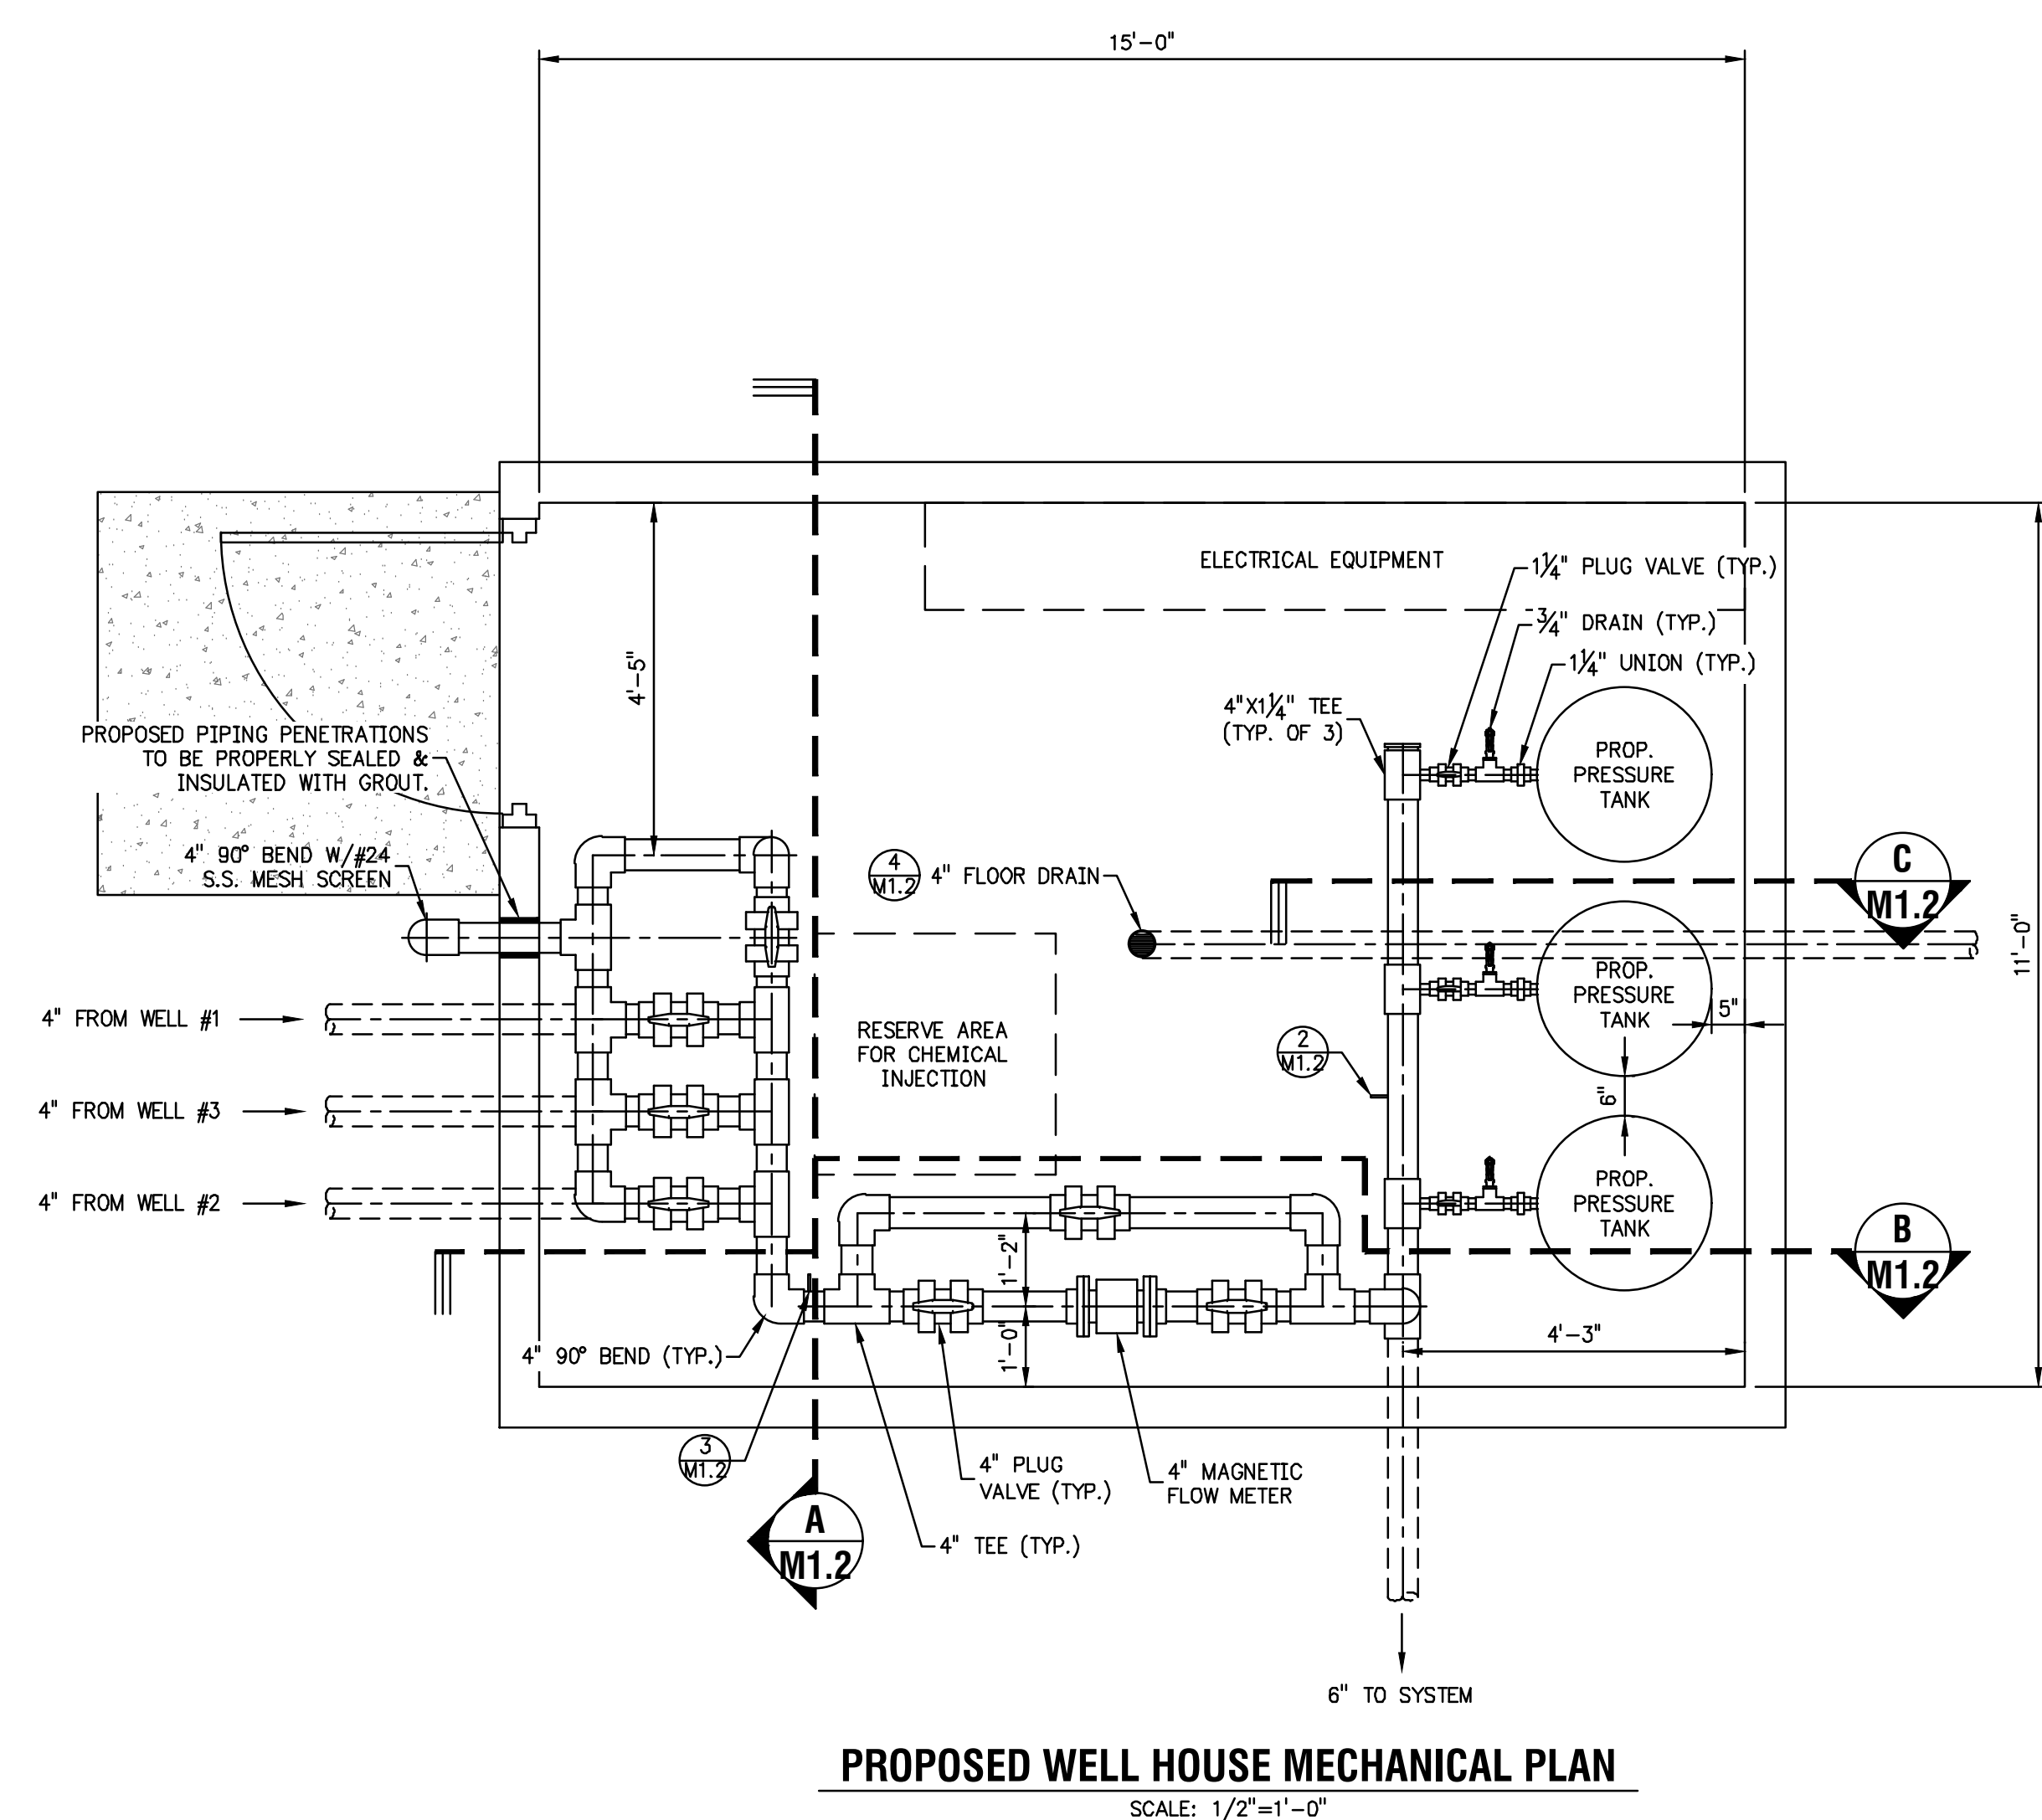 15'-0"
ELECTRICAL EQUIPMENT
1¼" PLUG VALVE (TYP.)
¾" DRAIN (TYP.)
1¼" UNION (TYP.)
4'-5"
4"X1¼" TEE
(TYP. OF 3)
PROPOSED PIPING PENETRATIONS
TO BE PROPERLY SEALED &
INSULATED WITH GROUT.
PROP.
PRESSURE
TANK
4" 90° BEND W/#24
S.S. MESH SCREEN
4
M1.2
4" FLOOR DRAIN
C
M1.2
11'-0"
4" FROM WELL #1
RESERVE AREA
FOR CHEMICAL
INJECTION
PROP.
PRESSURE
TANK
5"
2
M1.2
4" FROM WELL #3
6"
4" FROM WELL #2
PROP.
PRESSURE
TANK
B
M1.2
1'-2"
1'-0"
4'-3"
4" 90° BEND (TYP.)
3
M1.2
4" PLUG
VALVE (TYP.)
4" MAGNETIC
FLOW METER
A
M1.2
4" TEE (TYP.)
6" TO SYSTEM
PROPOSED WELL HOUSE MECHANICAL PLAN
SCALE: 1/2"=1'-0"